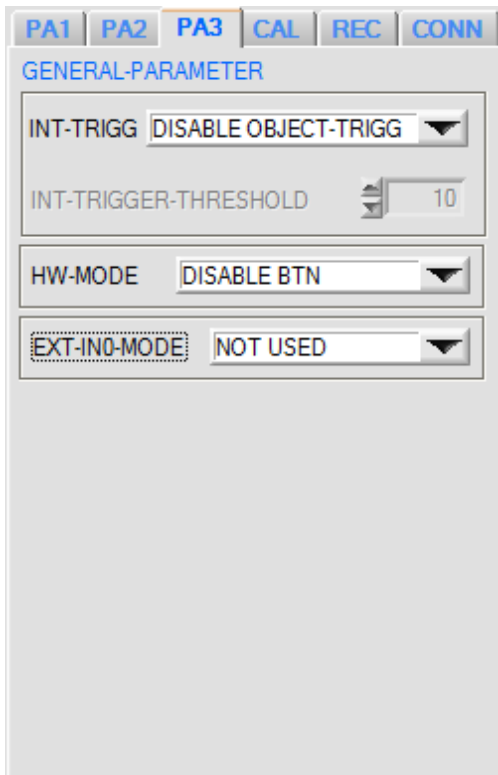 PA1 PA2 PA3 CAL REC CONN
GENERAL-PARAMETER
INT-TRIGG DISABLE OBJECT-TRIGG
INT-TRIGGER-THRESHOLD 10
HW-MODE DISABLE BTN
EXT-IN0-MODE NOT USED